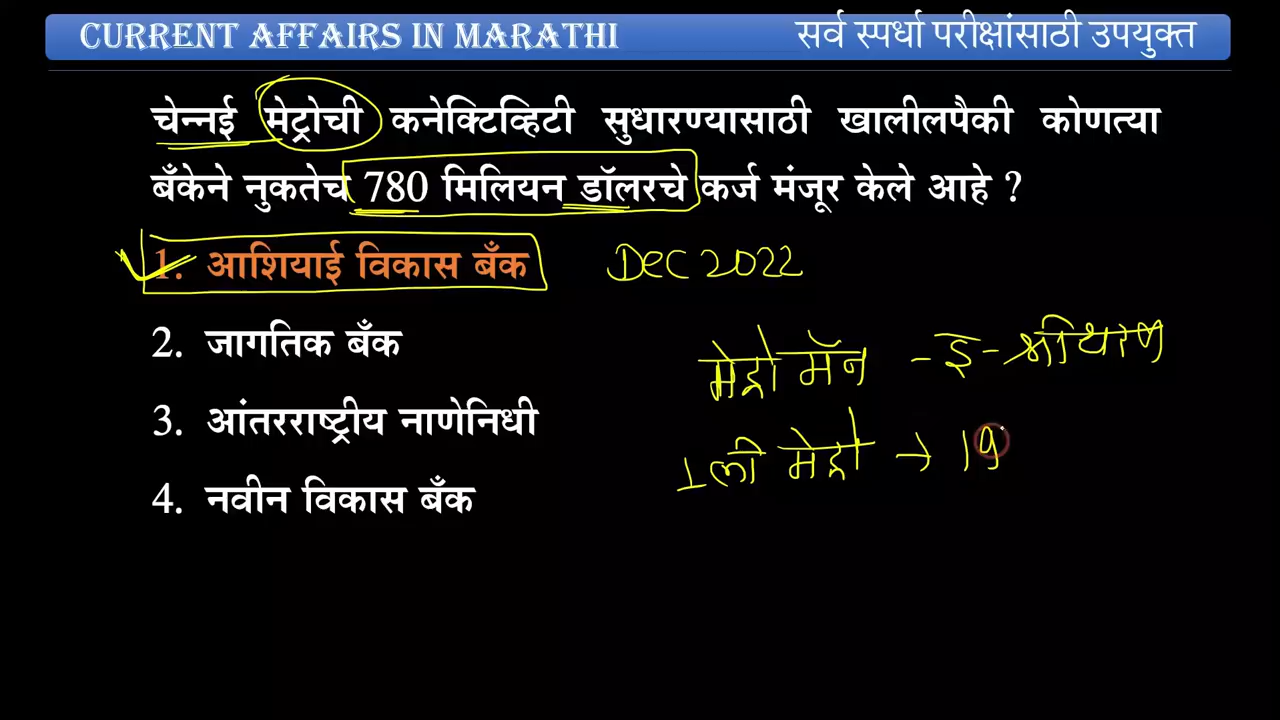 CURRENT AFFAIRS IN MARATHI
सर्व स्पर्धा परीक्षांसाठी उपयुक्त
चेन्नई मेट्रोची कनेक्टिव्हिटी सुधारण्यासाठी खालीलपैकी कोणत्या
बँकेने नुकतेच 780 मिलियन डॉलरचे कर्ज मंजूर केले आहे ?
1. आशियाई विकास बँक
Dec 2022
2. जागतिक बँक
मेट्रो मॅन - इ - श्रीधरण
3. आंतरराष्ट्रीय नाणेनिधी
1ली मेट्रो → 19
4. नवीन विकास बँक